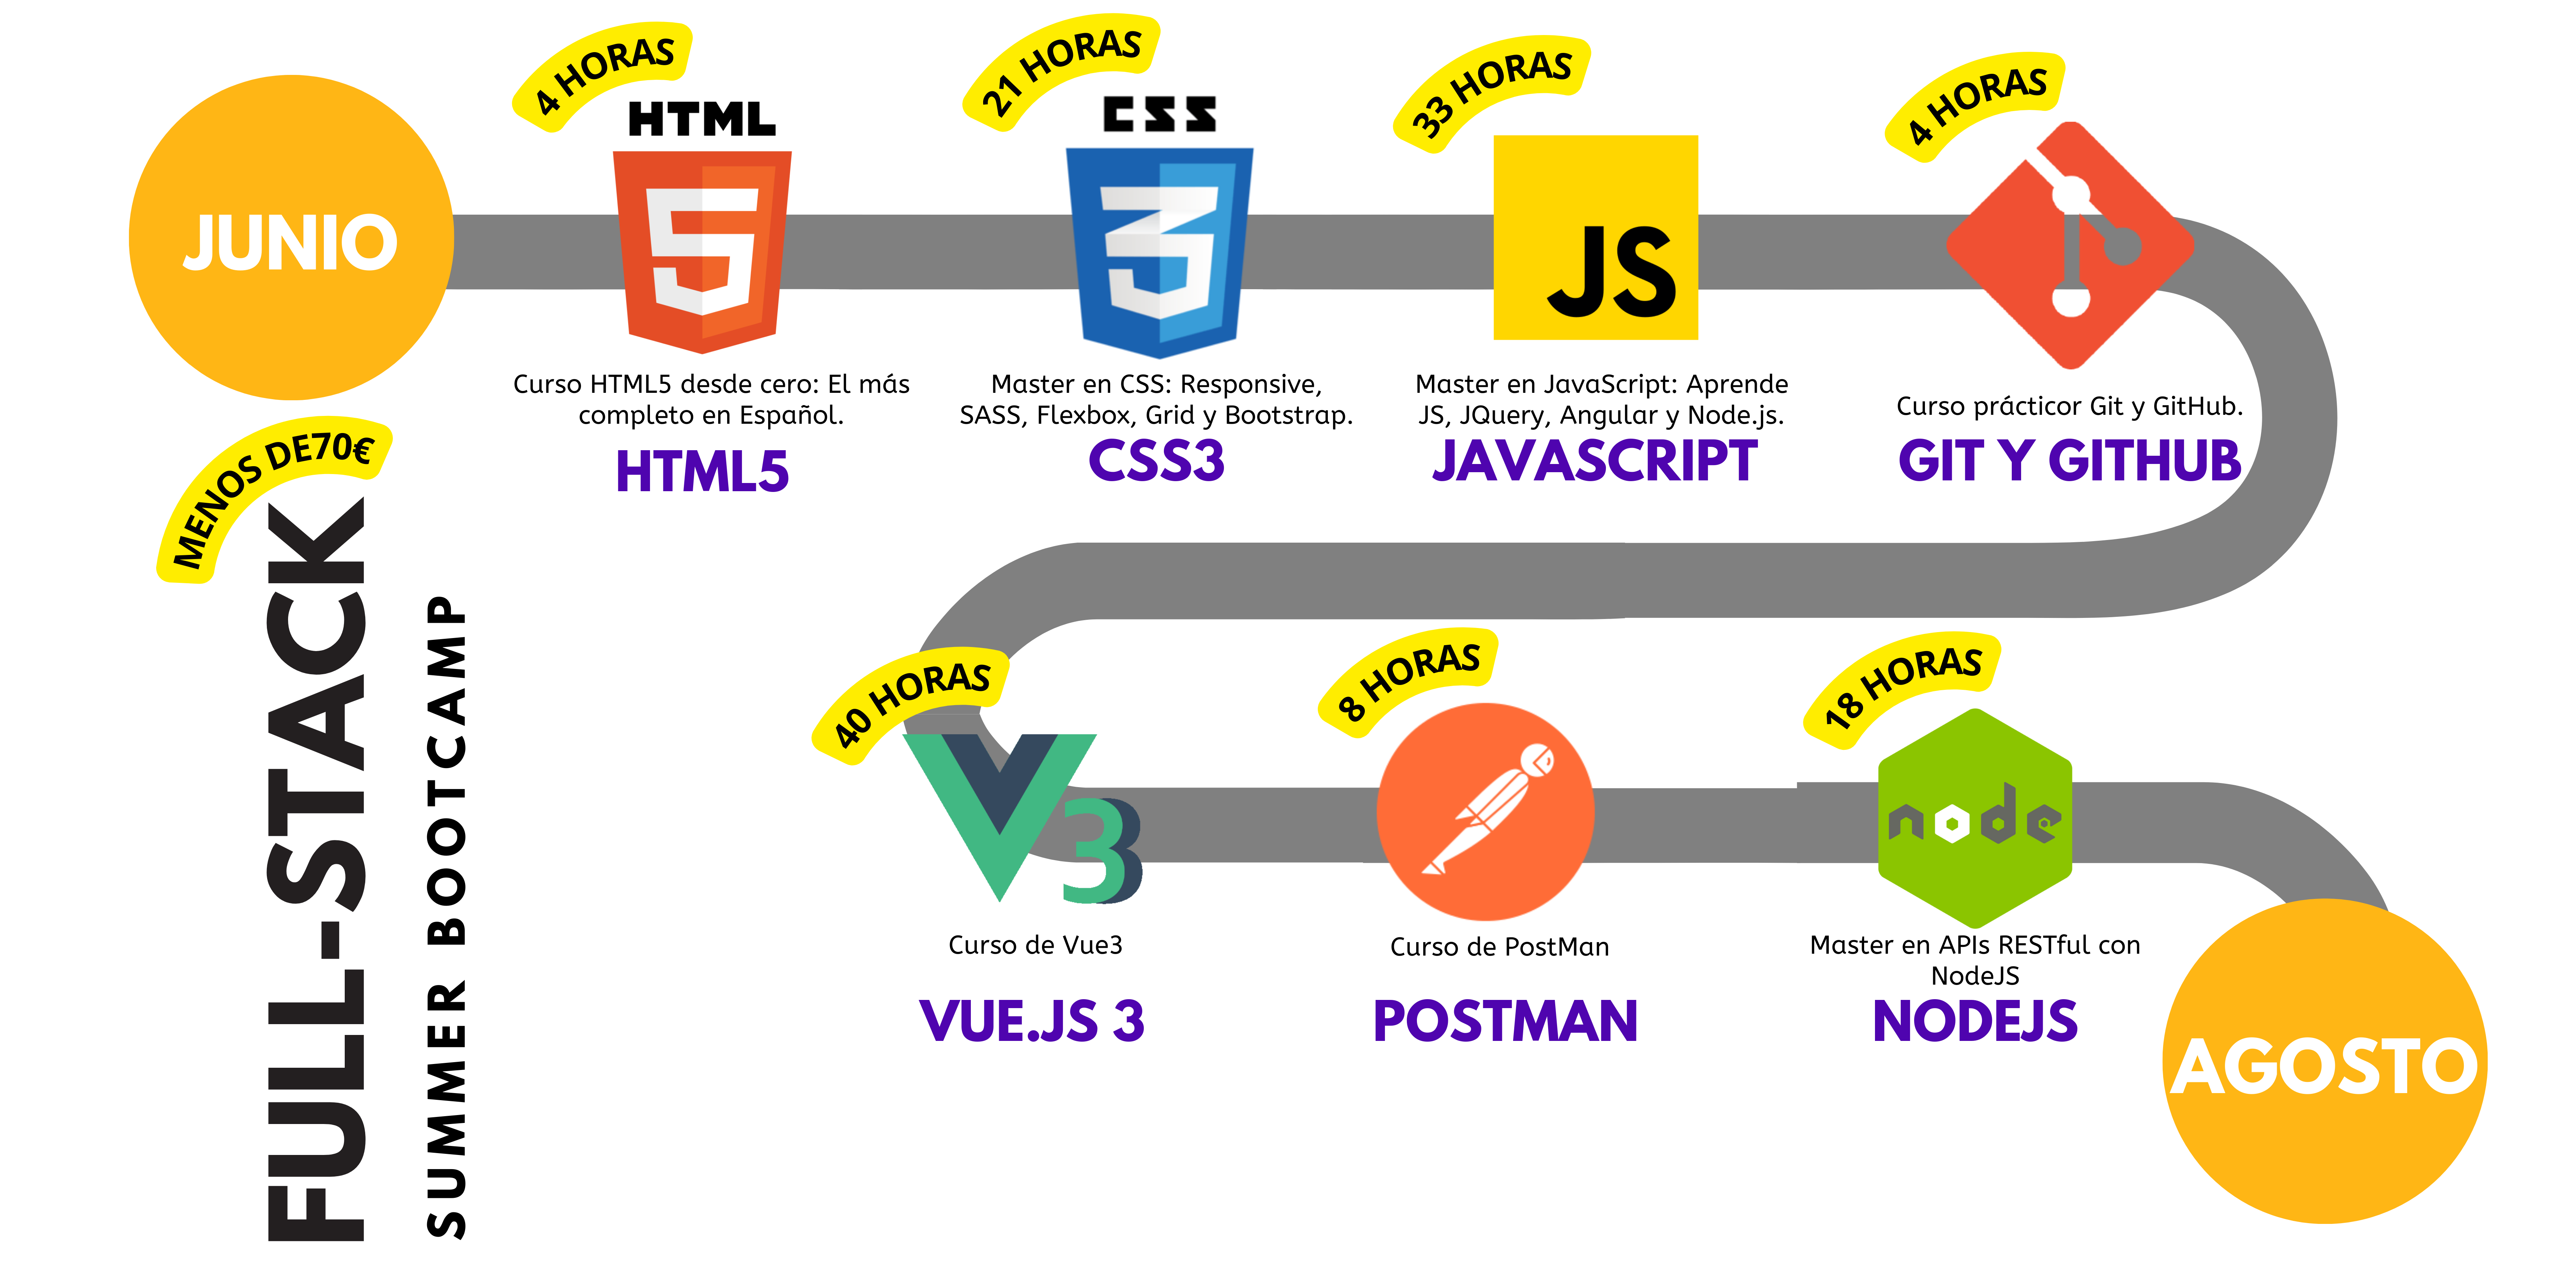 JUNIO
4 HORAS
HTML
5
Curso HTML5 desde cero: El más
completo en Español.
HTML5
21 HORAS
CSS
3
Master en CSS: Responsive,
SASS, Flexbox, Grid y Bootstrap.
CSS3
33 HORAS
JS
Master en JavaScript: Aprende
JS, JQuery, Angular y Node.js.
JAVASCRIPT
4 HORAS
Curso prácticor Git y GitHub.
GIT Y GITHUB
MENOS DE70€
FULL-STACK
SUMMER BOOTCAMP
40 HORAS
V3
Curso de Vue3
VUE.JS 3
8 HORAS
Curso de PostMan
POSTMAN
18 HORAS
node
Master en APIs RESTful con
NodeJS
NODEJS
AGOSTO